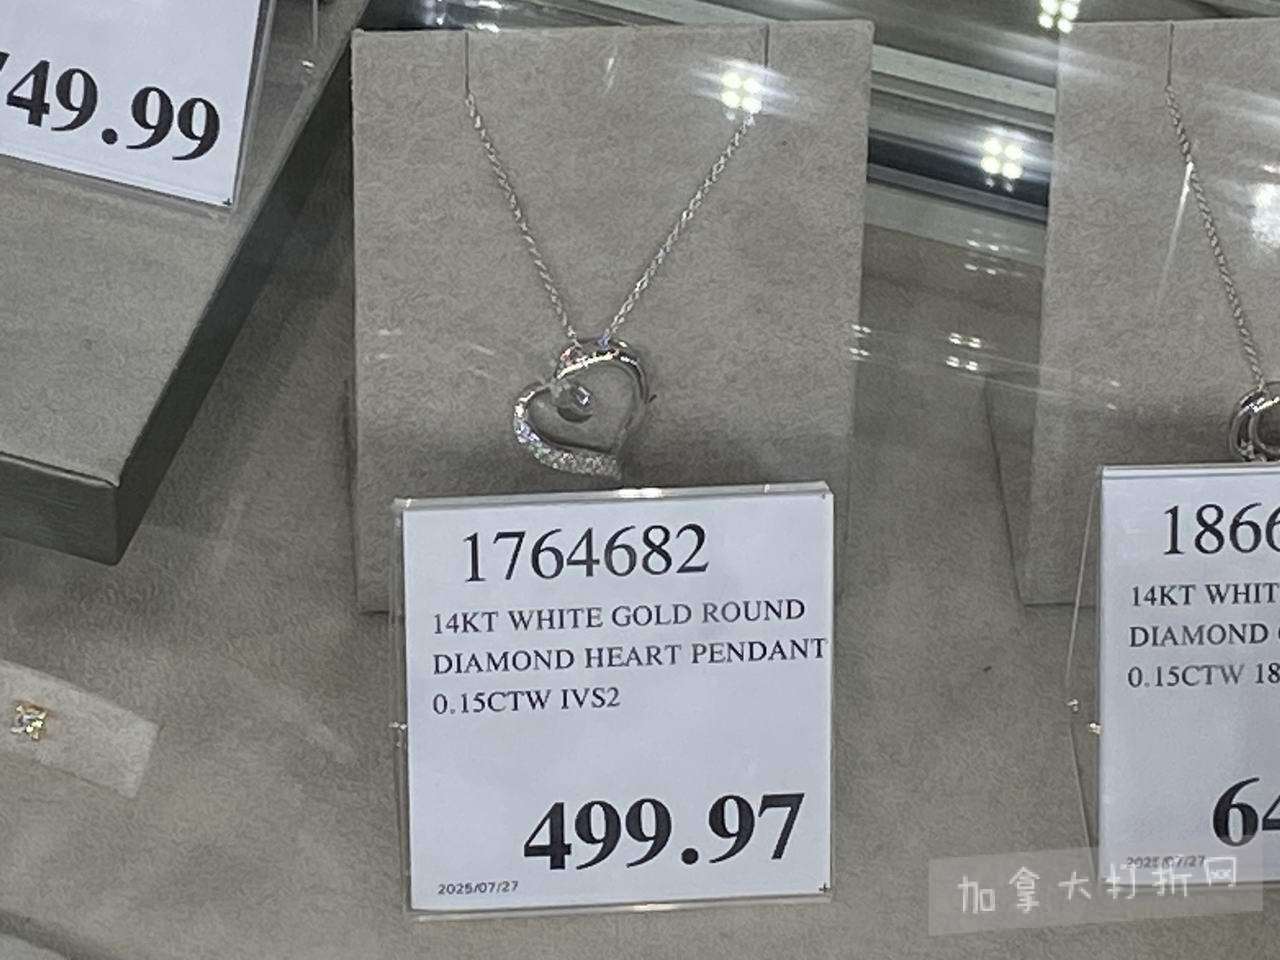 749.99
1764682
14KT WHITE GOLD ROUND
DIAMOND HEART PENDANT
0.15CTW IVS2
499.97
2025/07/27
1866
14KT WHIT
DIAMOND
0.15CTW 18
64
2025/07/27
加拿大打折网